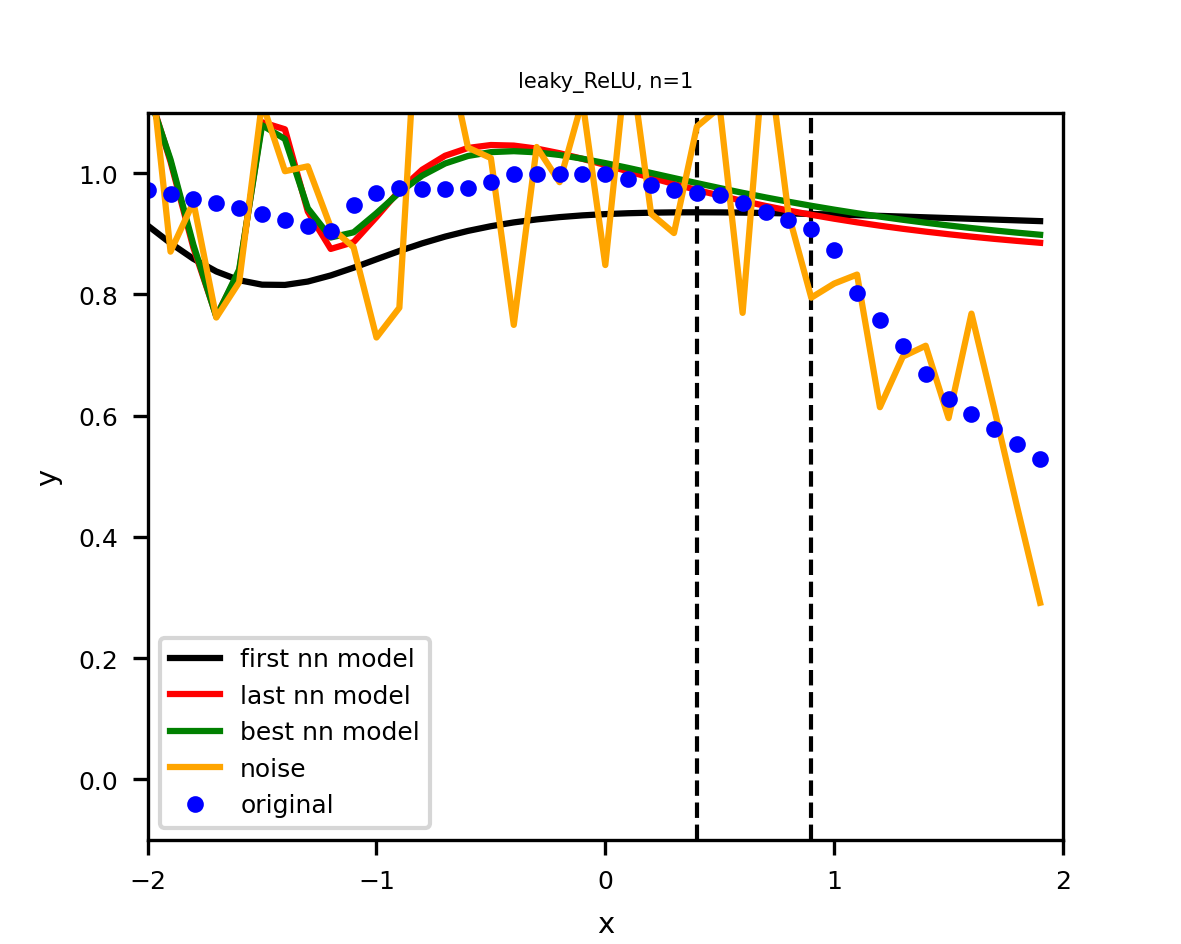 leaky_ReLU, n=1
1.0
0.8
0.6
0.4
0.2
0.0
y
first nn model
last nn model
best nn model
noise
original
−2 −1 0 1 2
x